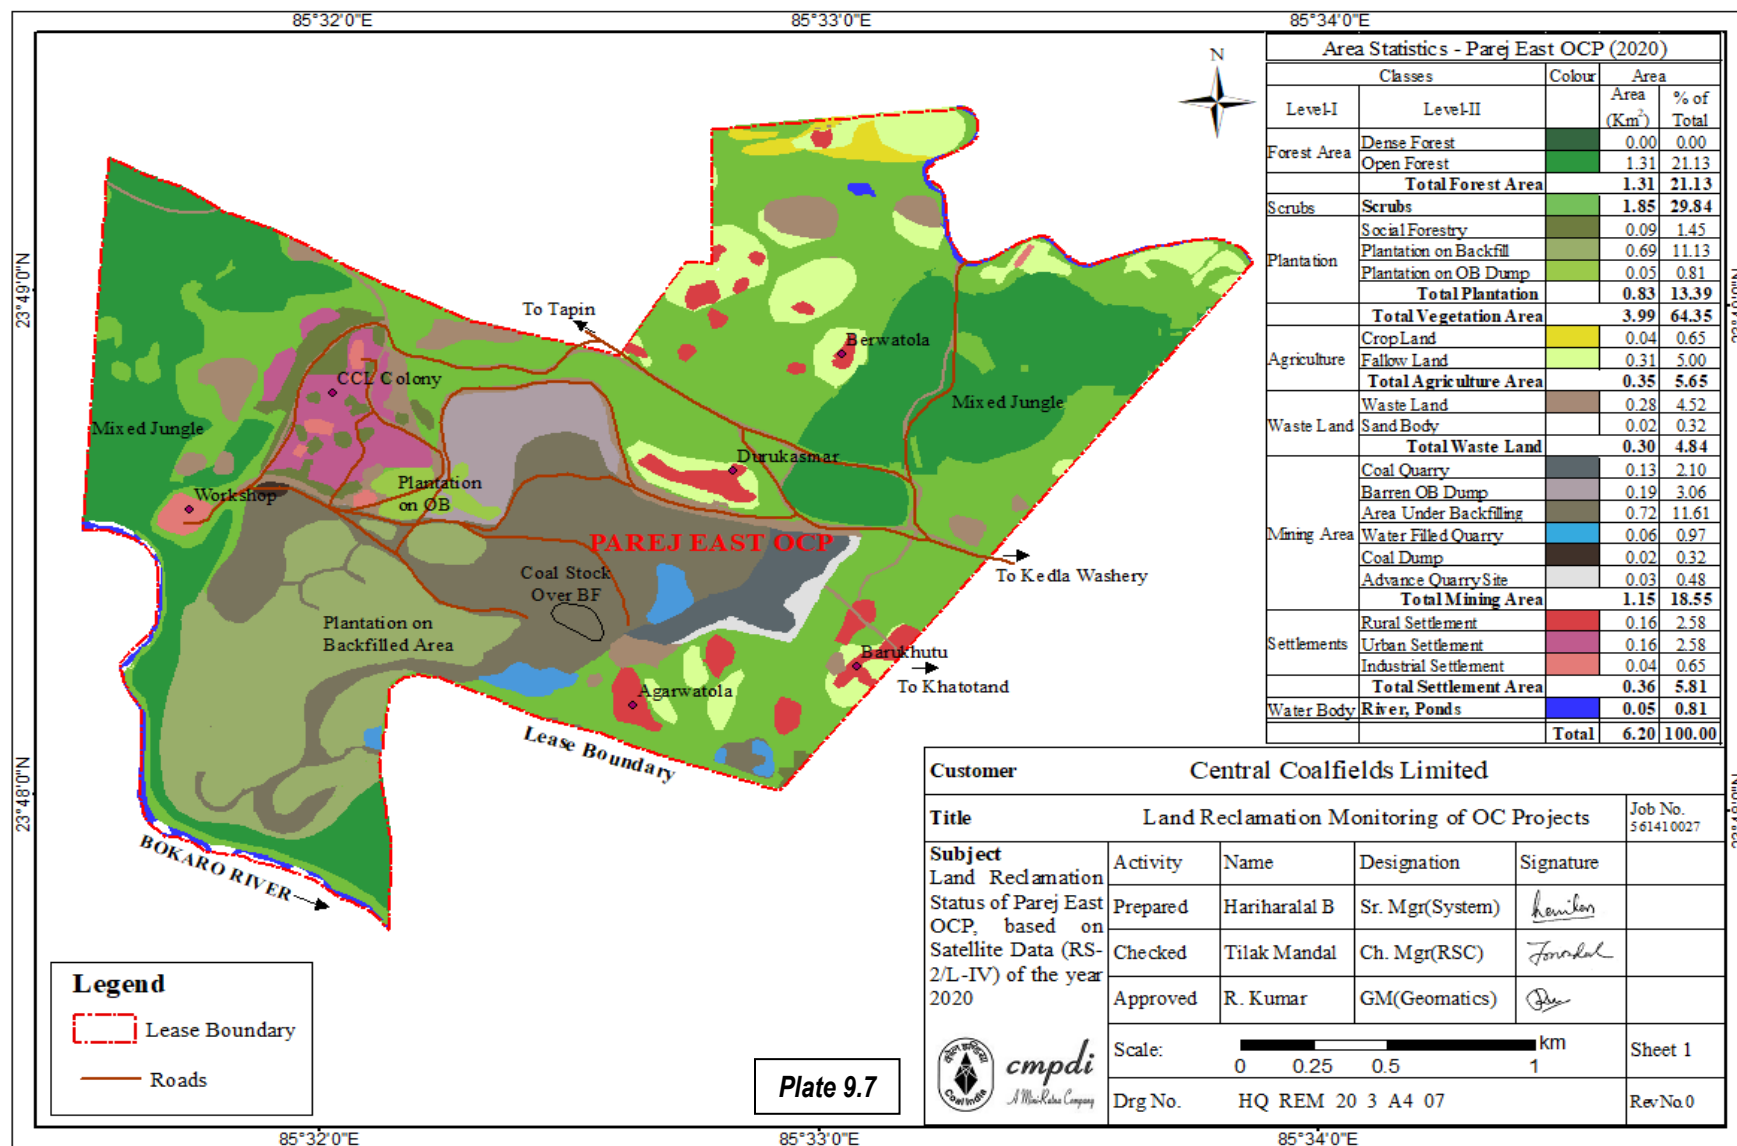 85°32'0"E 85°33'0"E 85°34'0"E
N
23°49'0"N
23°48'0"N
To Tapin
Berwatola
CCL Colony
Mixed Jungle
Mixed Jungle
Durukasmar
Workshop
Plantation
on OB
PAREJ EAST OCP
To Kedla Washery
Coal Stock
Over BF
Plantation on
Backfilled Area
Barukhutu
To Khatotand
Agarwatola
Lease Boundary
BOKARO RIVER
Area Statistics - Parej East OCP (2020)
Classes Colour Area
Level-I Level-II Area (Km²) % of Total
Forest Area Dense Forest 0.00 0.00
Open Forest 1.31 21.13
Total Forest Area 1.31 21.13
Scrubs Scrubs 1.85 29.84
Plantation Social Forestry 0.09 1.45
Plantation on Backfill 0.69 11.13
Plantation on OB Dump 0.05 0.81
Total Plantation 0.83 13.39
Total Vegetation Area 3.99 64.35
Agriculture Crop Land 0.04 0.65
Fallow Land 0.31 5.00
Total Agriculture Area 0.35 5.65
Waste Land Waste Land 0.28 4.52
Sand Body 0.02 0.32
Total Waste Land 0.30 4.84
Mining Area Coal Quarry 0.13 2.10
Barren OB Dump 0.19 3.06
Area Under Backfilling 0.72 11.61
Water Filled Quarry 0.06 0.97
Coal Dump 0.02 0.32
Advance Quarry Site 0.03 0.48
Total Mining Area 1.15 18.55
Settlements Rural Settlement 0.16 2.58
Urban Settlement 0.16 2.58
Industrial Settlement 0.04 0.65
Total Settlement Area 0.36 5.81
Water Body River, Ponds 0.05 0.81
Total 6.20 100.00
Customer Central Coalfields Limited
Title Land Reclamation Monitoring of OC Projects Job No. 561410027
Subject
Land Reclamation
Status of Parej East
OCP, based on
Satellite Data (RS-
2/L-IV) of the year
2020
Activity Name Designation Signature
Prepared Hariharalal B Sr. Mgr(System)
Checked Tilak Mandal Ch. Mgr(RSC)
Approved R. Kumar GM(Geomatics)
कोल इण्डिया
Coal India
cmpdi
A Mini Ratna Company
Scale: 0 0.25 0.5 1 km Sheet 1
Drg No. HQ REM 20 3 A4 07 Rev No.0
Legend
Lease Boundary
Roads
Plate 9.7
85°32'0"E 85°33'0"E 85°34'0"E